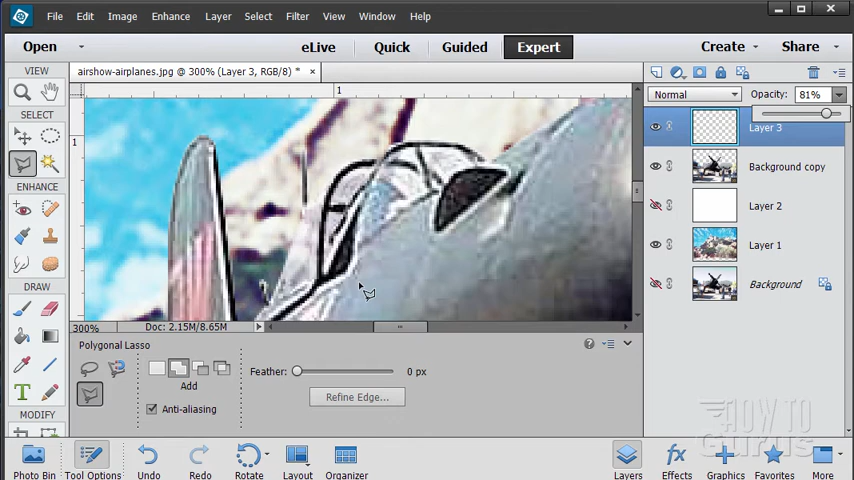 File Edit Image Enhance Layer Select Filter View Window Help
Open eLive Quick Guided Expert Create Share
VIEW
SELECT
ENHANCE
DRAW
MODIFY
airshow-airplanes.jpg @ 300% (Layer 3, RGB/8) * ×
1
1
Normal Opacity: 81%
Layer 3
Background copy
Layer 2
Layer 1
Background
300% Doc: 2.15M/8.65M
Polygonal Lasso
Add
Feather: 0 px
Anti-aliasing
Refine Edge...
HOW TO
Gurus
Photo Bin Tool Options Undo Redo Rotate Layout Organizer Layers Effects Graphics Favorites More